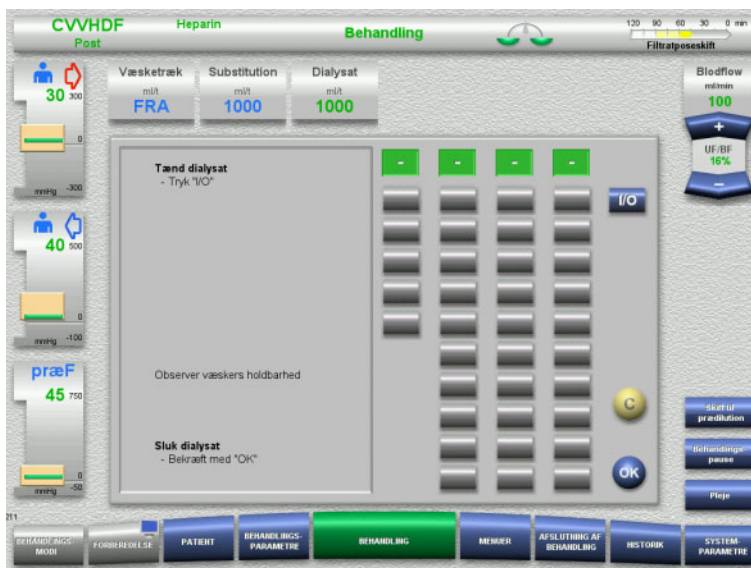 CVVHDF
Heparin
Post
Behandling
120 90 60 30 0 min
Filtratposeskift
30
300
0
mmHg -300
40
500
0
mmHg -100
præF
45
750
0
mmHg -50
Væsketræk
ml/t
FRA
Substitution
ml/t
1000
Dialysat
ml/t
1000
Blodflow
ml/min
100
+
UF/BF
16%
−
Tænd dialysat
- Tryk "I/O"
Observer væskers holdbarhed
Sluk dialysat
- Bekræft med "OK"
- - - -
I/O
C
OK
Skift til
prædilution
Behandlings
pause
Pleje
211
BEHANDLINGS-
MODI
FORBEREDELSE
PATIENT
BEHANDLINGS-
PARAMETRE
BEHANDLING
MENUER
AFSLUTNING AF
BEHANDLING
HISTORIK
SYSTEM-
PARAMETRE